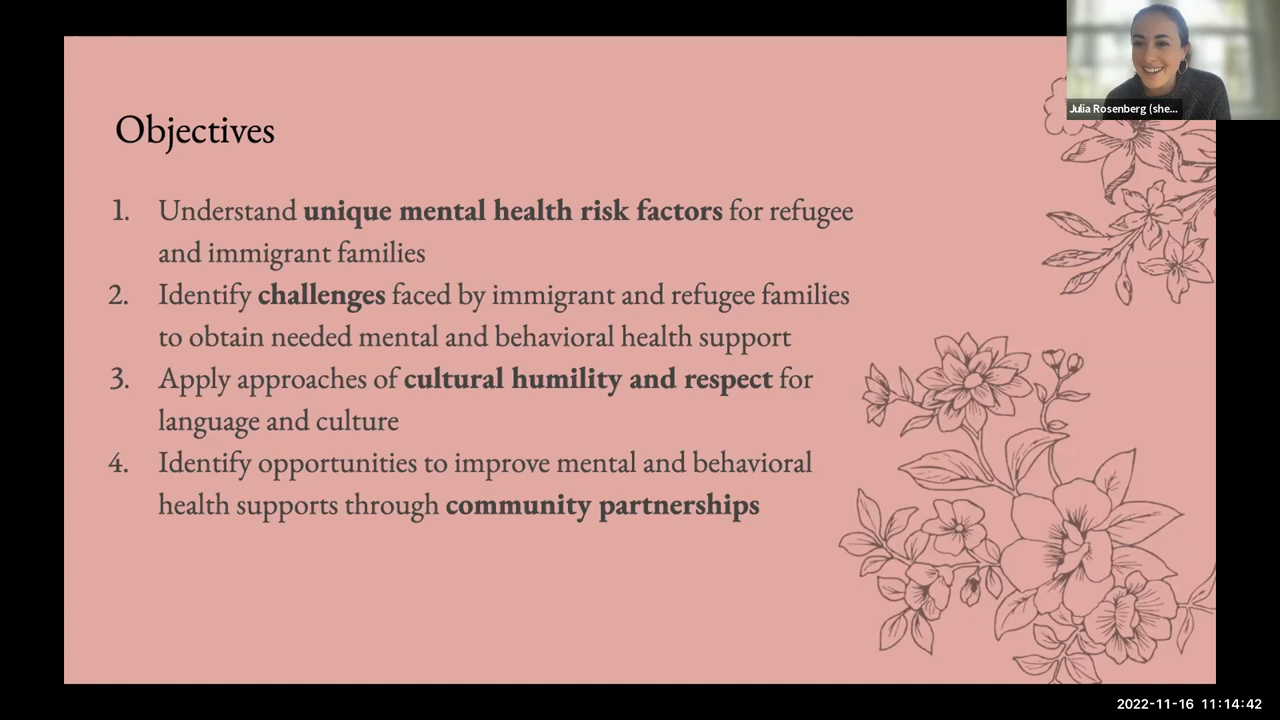 Julia Rosenberg (she...
Objectives
1. Understand unique mental health risk factors for refugee
and immigrant families
2. Identify challenges faced by immigrant and refugee families
to obtain needed mental and behavioral health support
3. Apply approaches of cultural humility and respect for
language and culture
4. Identify opportunities to improve mental and behavioral
health supports through community partnerships
2022-11-16 11:14:42